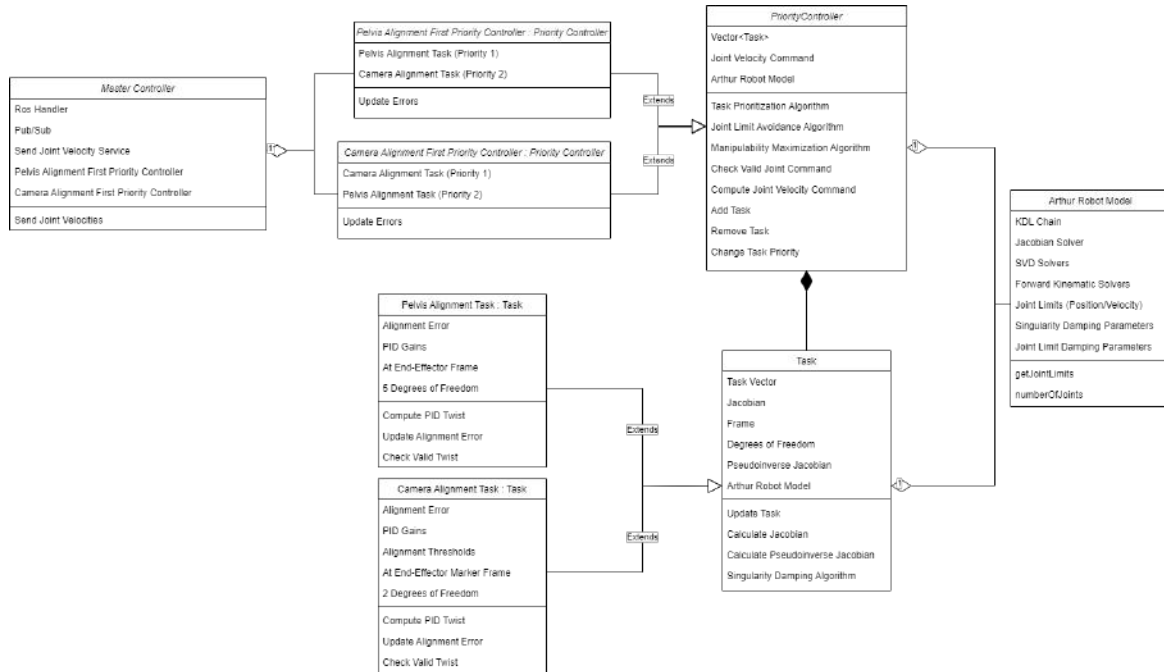 PriorityController
Vector<Task>
Joint Velocity Command
Arthur Robot Model
Task Prioritization Algorithm
Joint Limit Avoidance Algorithm
Manipulability Maximization Algorithm
Check Valid Joint Command
Compute Joint Velocity Command
Add Task
Remove Task
Change Task Priority
Pelvis Alignment First Priority Controller : Priority Controller
Pelvis Alignment Task (Priority 1)
Camera Alignment Task (Priority 2)
Update Errors
Extends
Master Controller
Ros Handler
Pub/Sub
Send Joint Velocity Service
Pelvis Alignment First Priority Controller
Camera Alignment First Priority Controller
Send Joint Velocities
1
Camera Alignment First Priority Controller : Priority Controller
Camera Alignment Task (Priority 1)
Pelvis Alignment Task (Priority 2)
Update Errors
Extends
1
Arthur Robot Model
KDL Chain
Jacobian Solver
SVD Solvers
Forward Kinematic Solvers
Joint Limits (Position/Velocity)
Singularity Damping Parameters
Joint Limit Damping Parameters
getJointLimits
numberOfJoints
Pelvis Alignment Task : Task
Alignment Error
PID Gains
At End-Effector Frame
5 Degrees of Freedom
Compute PID Twist
Update Alignment Error
Check Valid Twist
Extends
Task
Task Vector
Jacobian
Frame
Degrees of Freedom
Pseudoinverse Jacobian
Arthur Robot Model
Update Task
Calculate Jacobian
Calculate Pseudoinverse Jacobian
Singularity Damping Algorithm
1
Camera Alignment Task : Task
Alignment Error
PID Gains
Alignment Thresholds
At End-Effector Marker Frame
2 Degrees of Freedom
Compute PID Twist
Update Alignment Error
Check Valid Twist
Extends